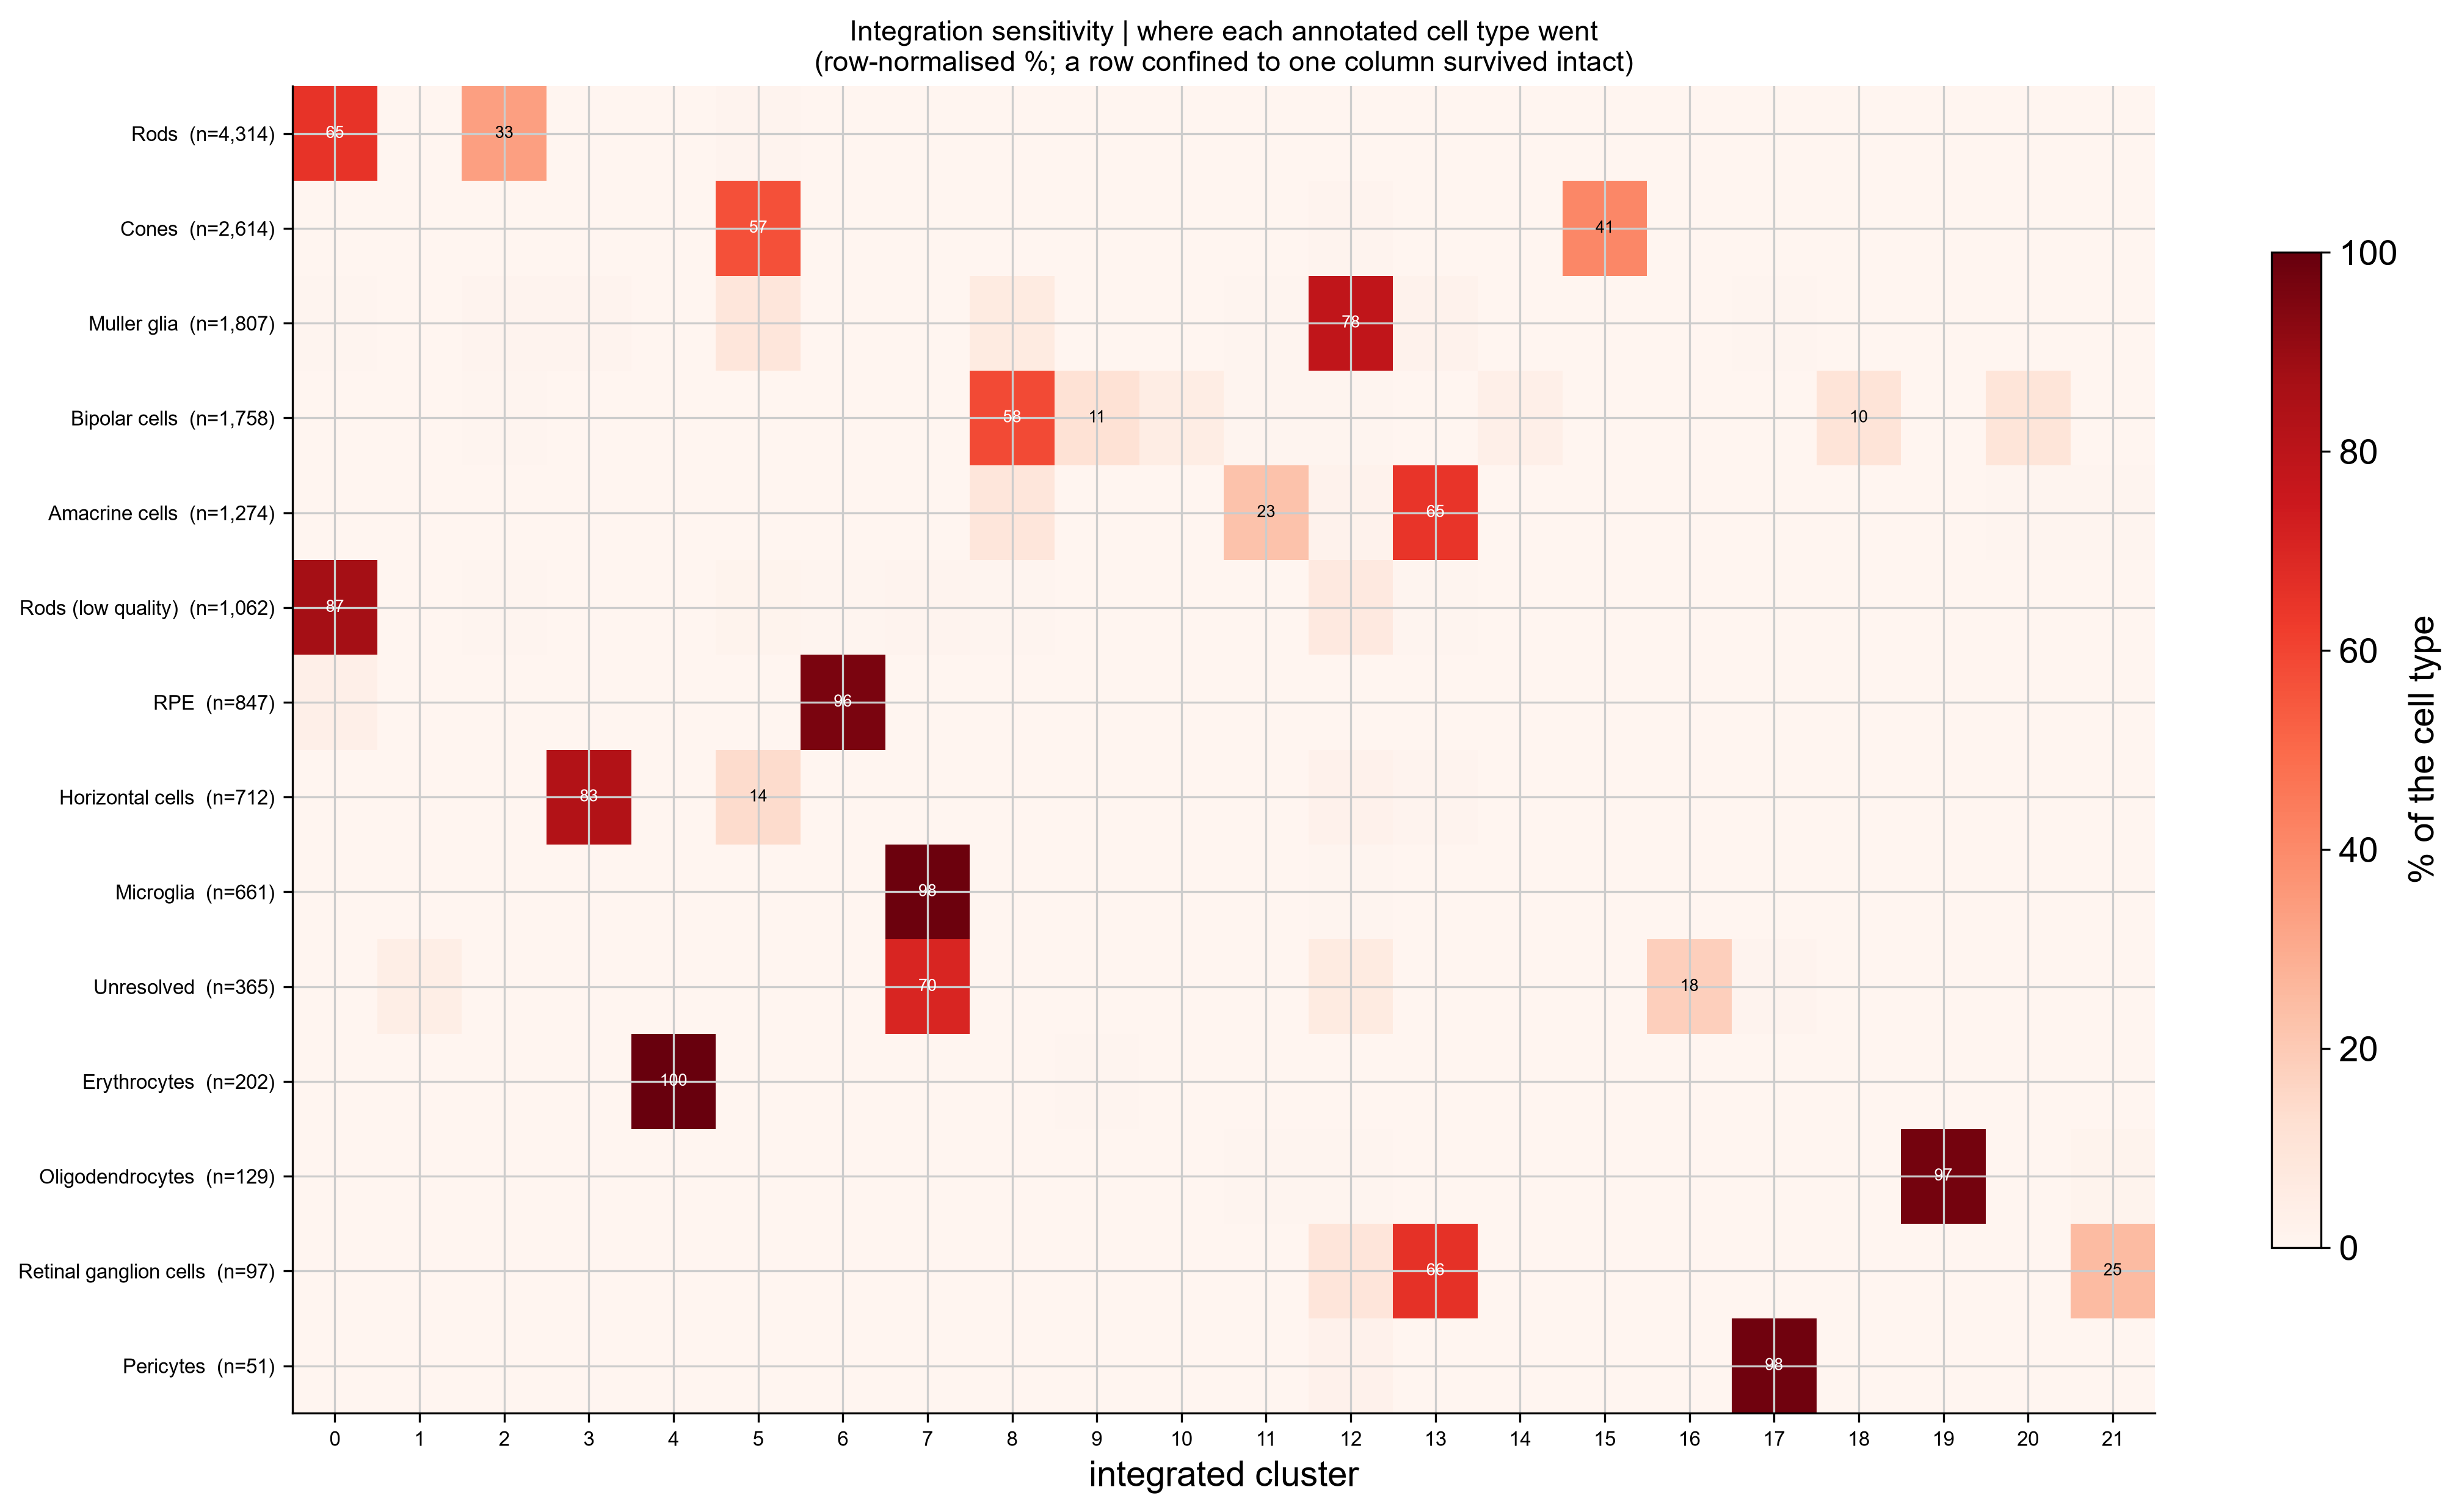 Integration sensitivity | where each annotated cell type went
(row-normalised %; a row confined to one column survived intact)
Rods (n=4,314)
65
33
Cones (n=2,614)
57
41
Muller glia (n=1,807)
78
Bipolar cells (n=1,758)
58
11
10
Amacrine cells (n=1,274)
23
65
Rods (low quality) (n=1,062)
87
RPE (n=847)
96
Horizontal cells (n=712)
83
14
Microglia (n=661)
98
Unresolved (n=365)
70
18
Erythrocytes (n=202)
100
Oligodendrocytes (n=129)
97
Retinal ganglion cells (n=97)
66
25
Pericytes (n=51)
98
0 1 2 3 4 5 6 7 8 9 10 11 12 13 14 15 16 17 18 19 20 21
integrated cluster
100
80
60
40
20
0
% of the cell type